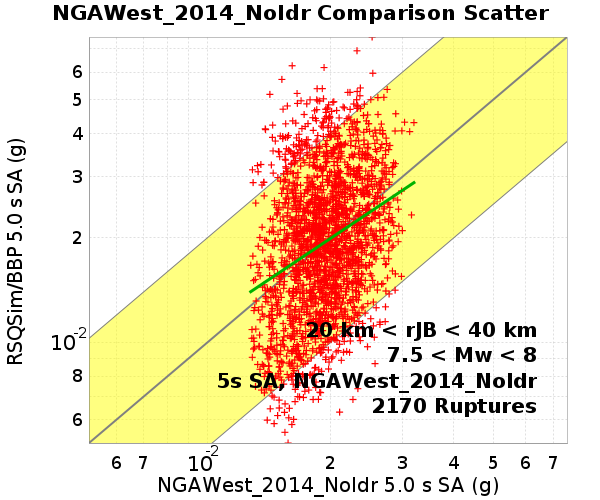 NGAWest_2014_NoIdr Comparison Scatter
RSQSim/BBP 5.0 s SA (g)
6
5
4
3
2
10-2
8
6
20 km < rJB < 40 km
7.5 < Mw < 8
5s SA, NGAWest_2014_NoIdr
2170 Ruptures
6 7 10-2 2 3 4 5 6 7
NGAWest_2014_NoIdr 5.0 s SA (g)